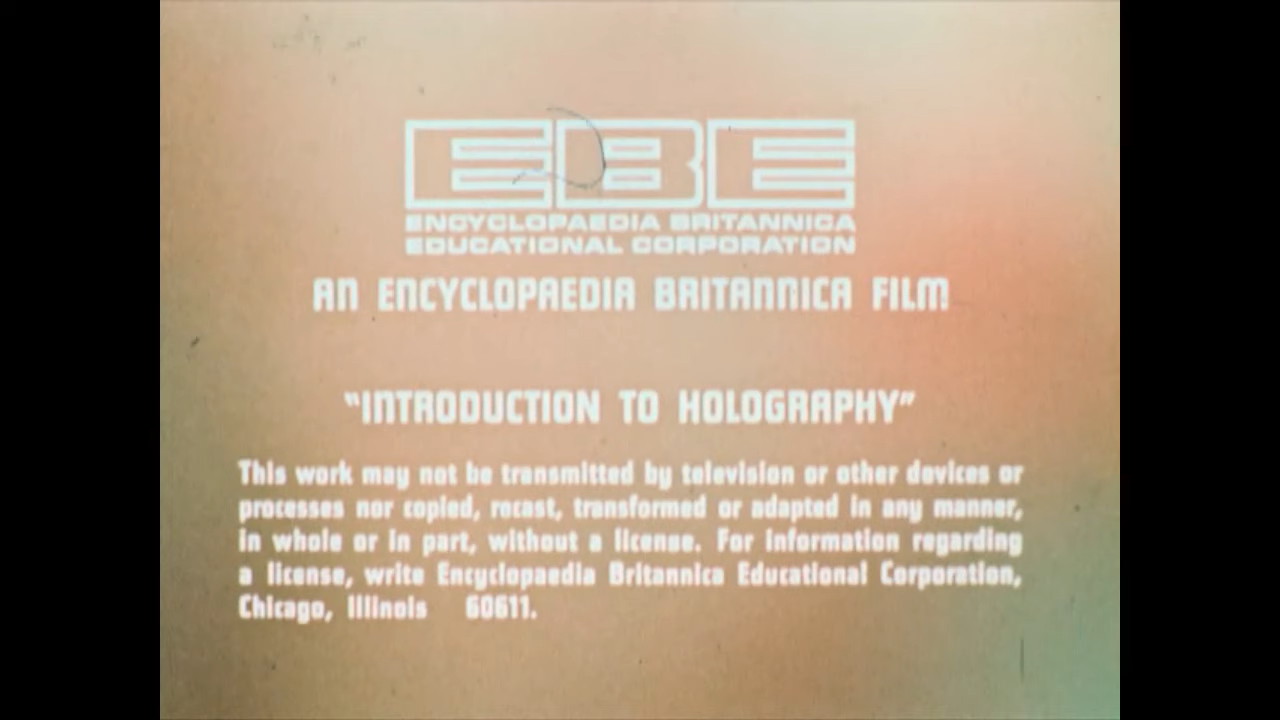 EBE
ENCYCLOPAEDIA BRITANNICA
EDUCATIONAL CORPORATION
AN ENCYCLOPAEDIA BRITANNICA FILM
"INTRODUCTION TO HOLOGRAPHY"
This work may not be transmitted by television or other devices or
processes nor copied, recast, transformed or adapted in any manner,
in whole or in part, without a license. For information regarding
a license, write Encyclopaedia Britannica Educational Corporation,
Chicago, Illinois 60611.